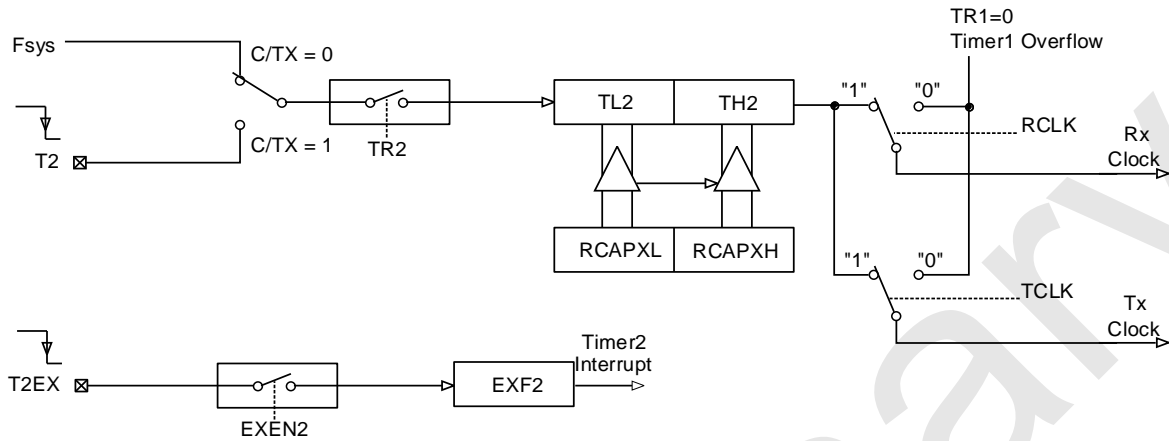 TR1=0
Timer1 Overflow
Fsys
C/TX = 0
TL2
TH2
"1"
"0"
RCLK
Rx
Clock
T2
C/TX = 1
TR2
RCAPXL
RCAPXH
"1"
"0"
TCLK
Tx
Clock
Timer2
Interrupt
T2EX
EXF2
EXEN2